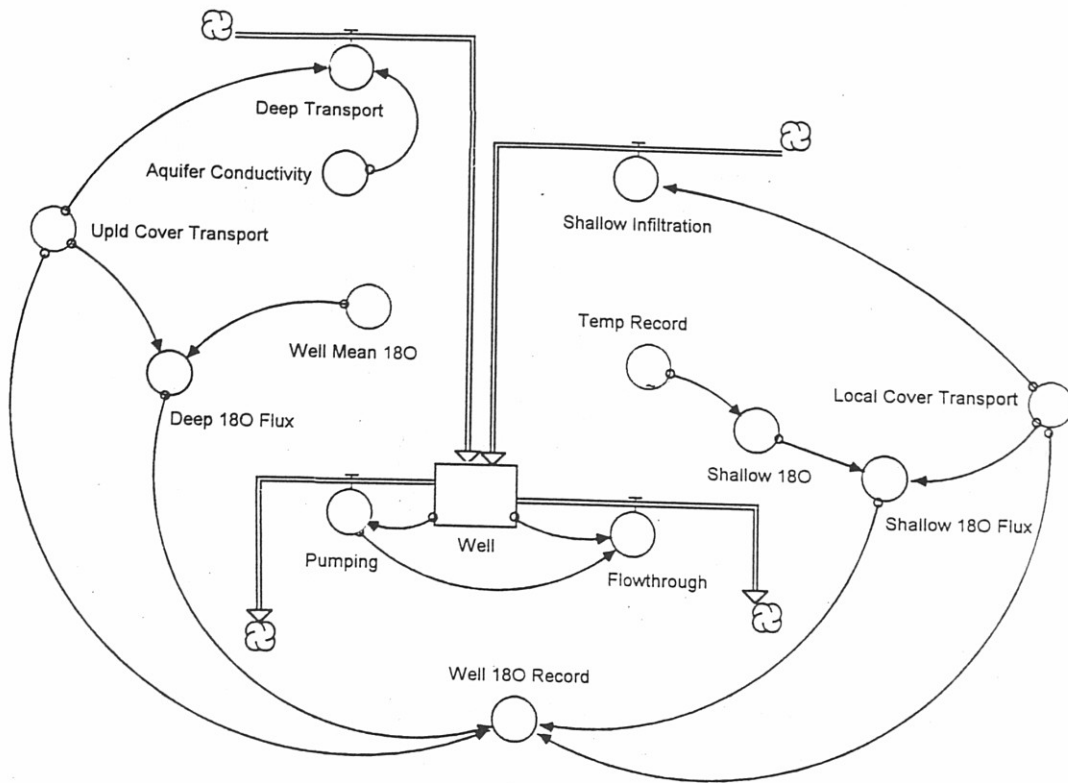 Deep Transport
Aquifer Conductivity
Upld Cover Transport
Shallow Infiltration
Well Mean 18O
Temp Record
Deep 18O Flux
Local Cover Transport
Shallow 18O
Shallow 18O Flux
Well
Pumping
Flowthrough
Well 18O Record